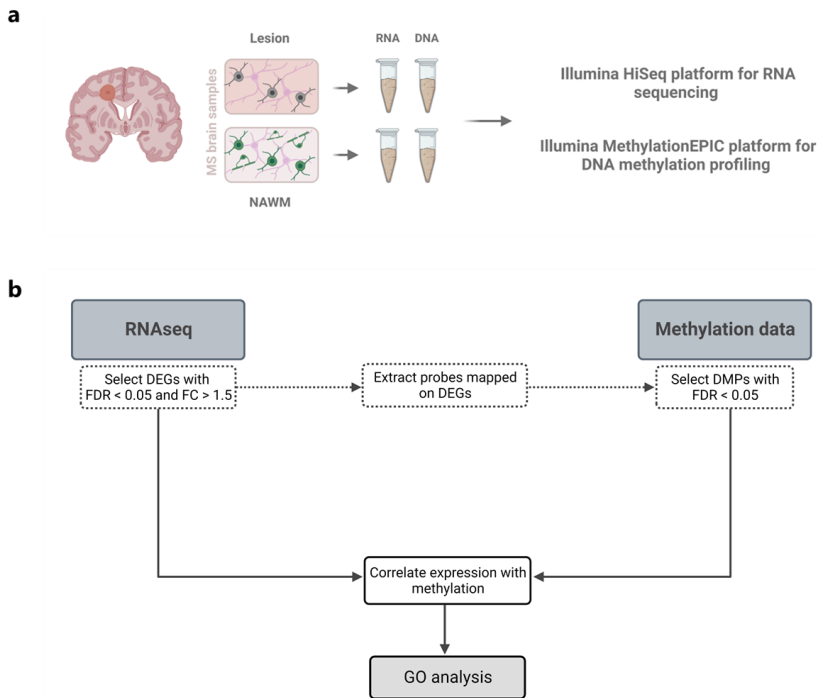 a
Lesion
RNA DNA
MS brain samples
NAWM
Illumina HiSeq platform for RNA
sequencing
Illumina MethylationEPIC platform for
DNA methylation profiling
b
RNAseq
Methylation data
Select DEGs with
FDR < 0.05 and FC > 1.5
Extract probes mapped
on DEGs
Select DMPs with
FDR < 0.05
Correlate expression with
methylation
GO analysis